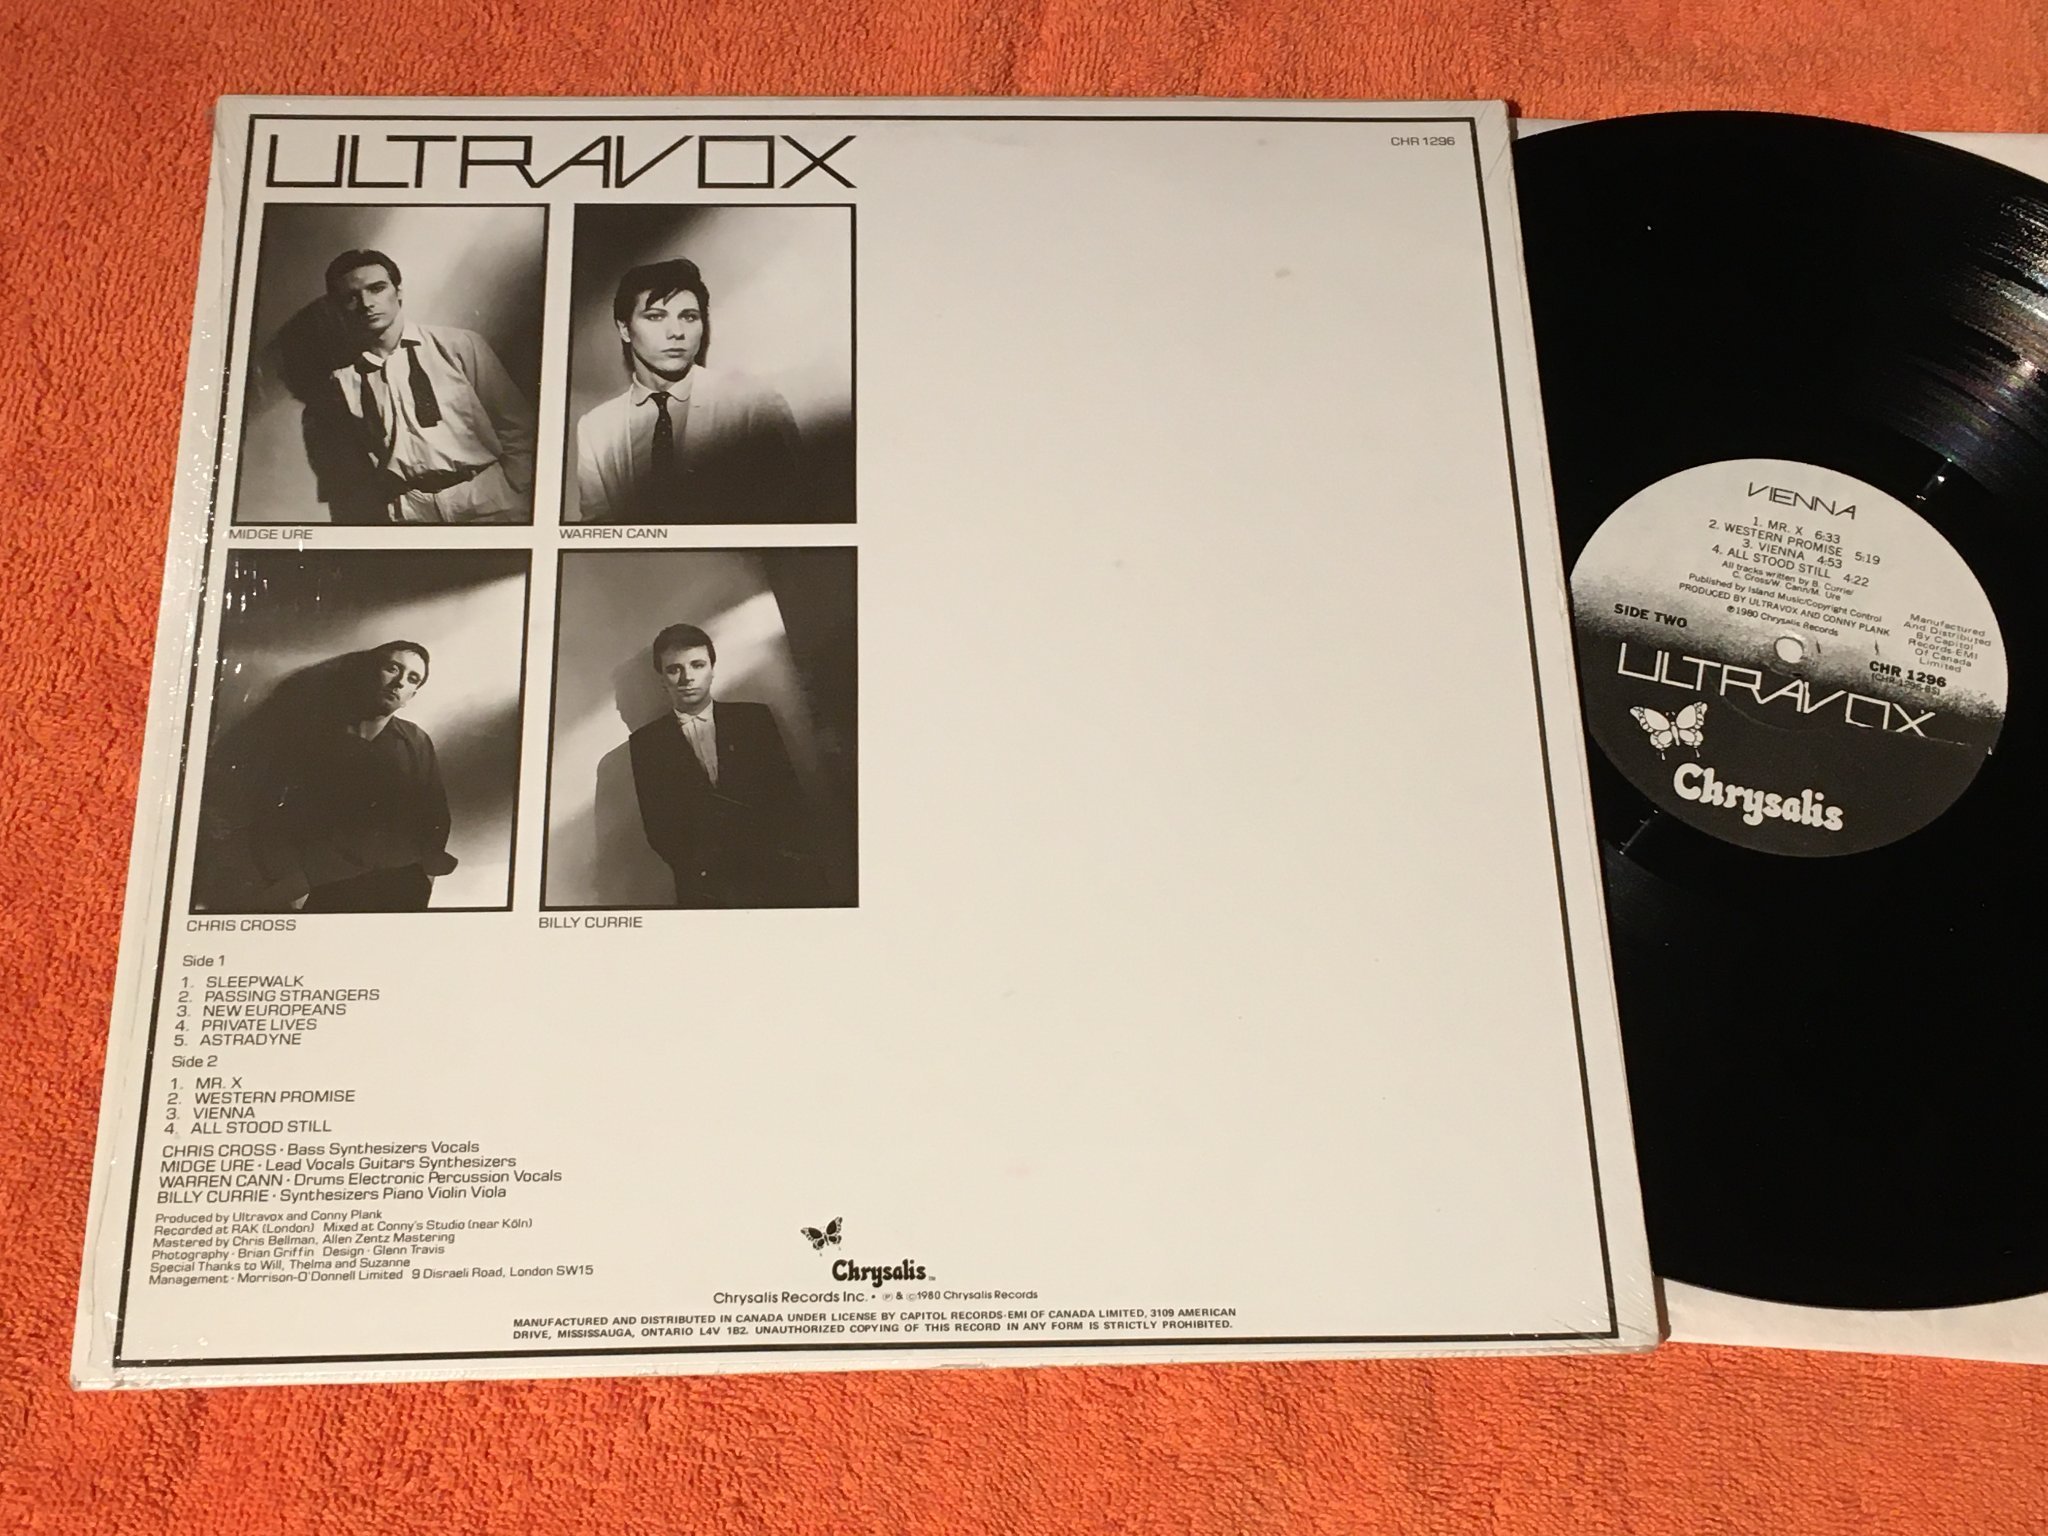 ULTRAVOX
CHR 1296
MIDGE URE
WARREN CANN
CHRIS CROSS
BILLY CURRIE
Side 1
1. SLEEPWALK
2. PASSING STRANGERS
3. NEW EUROPEANS
4. PRIVATE LIVES
5. ASTRADYNE
Side 2
1. MR. X
2. WESTERN PROMISE
3. VIENNA
4. ALL STOOD STILL
CHRIS CROSS · Bass Synthesizers Vocals
MIDGE URE · Lead Vocals Guitars Synthesizers
WARREN CANN · Drums Electronic Percussion Vocals
BILLY CURRIE · Synthesizers Piano Violin Viola
Produced by Ultravox and Conny Plank
Recorded at RAK (London) Mixed at Conny's Studio (near Köln)
Mastered by Chris Bellman, Allen Zentz Mastering
Photography · Brian Griffin Design · Glenn Travis
Special Thanks to Will, Thelma and Suzanne
Management · Morrison-O'Donnell Limited 9 Disraeli Road, London SW15
Chrysalis TM
Chrysalis Records Inc. • ℗ & ©1980 Chrysalis Records
MANUFACTURED AND DISTRIBUTED IN CANADA UNDER LICENSE BY CAPITOL RECORDS-EMI OF CANADA LIMITED, 3109 AMERICAN
DRIVE, MISSISSAUGA, ONTARIO L4V 1B2. UNAUTHORIZED COPYING OF THIS RECORD IN ANY FORM IS STRICTLY PROHIBITED.
VIENNA
1. MR. X 6:33
2. WESTERN PROMISE 5:19
3. VIENNA 4:53
4. ALL STOOD STILL 4:22
All tracks written by B. Currie/
C. Cross/W. Cann/M. Ure
Published by Island Music/Copyright Control
PRODUCED BY ULTRAVOX AND CONNY PLANK
℗ 1980 Chrysalis Records
SIDE TWO
Manufactured
And Distributed
By Capitol
Records-EMI
Of Canada
Limited
CHR 1296
(CHR-1296-BS)
ULTRAVOX
Chrysalis